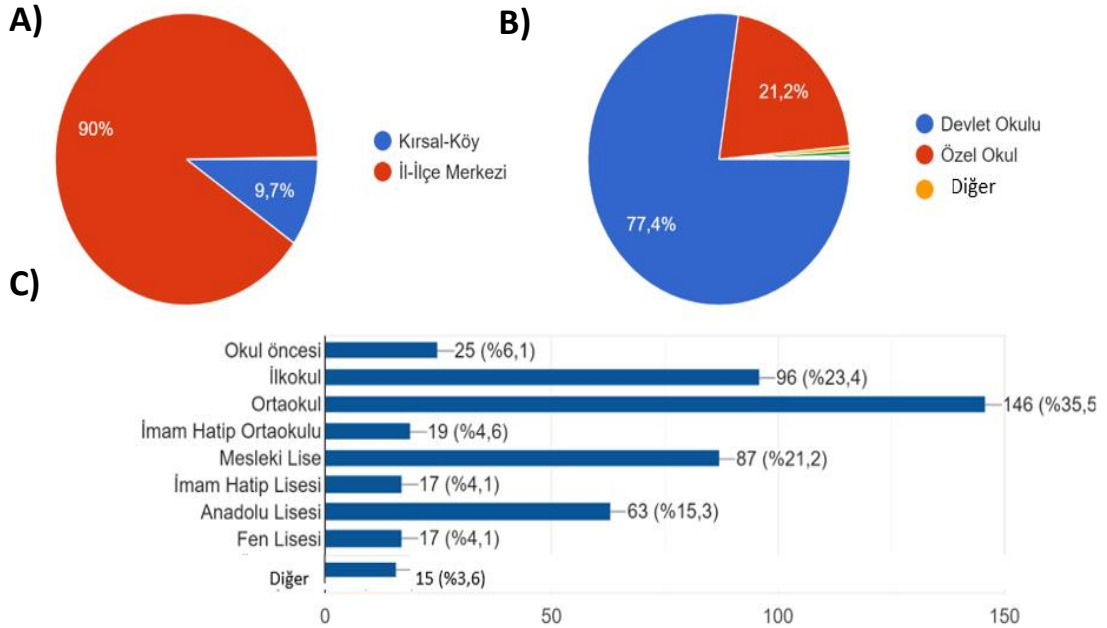 A)
90%
9,7%
Kırsal-Köy
İl-İlçe Merkezi
B)
21,2%
77,4%
Devlet Okulu
Özel Okul
Diğer
C)
Okul öncesi 25 (%6,1)
İlkokul 96 (%23,4)
Ortaokul 146 (%35,5
İmam Hatip Ortaokulu 19 (%4,6)
Mesleki Lise 87 (%21,2)
İmam Hatip Lisesi 17 (%4,1)
Anadolu Lisesi 63 (%15,3)
Fen Lisesi 17 (%4,1)
Diğer 15 (%3,6)
0 50 100 150